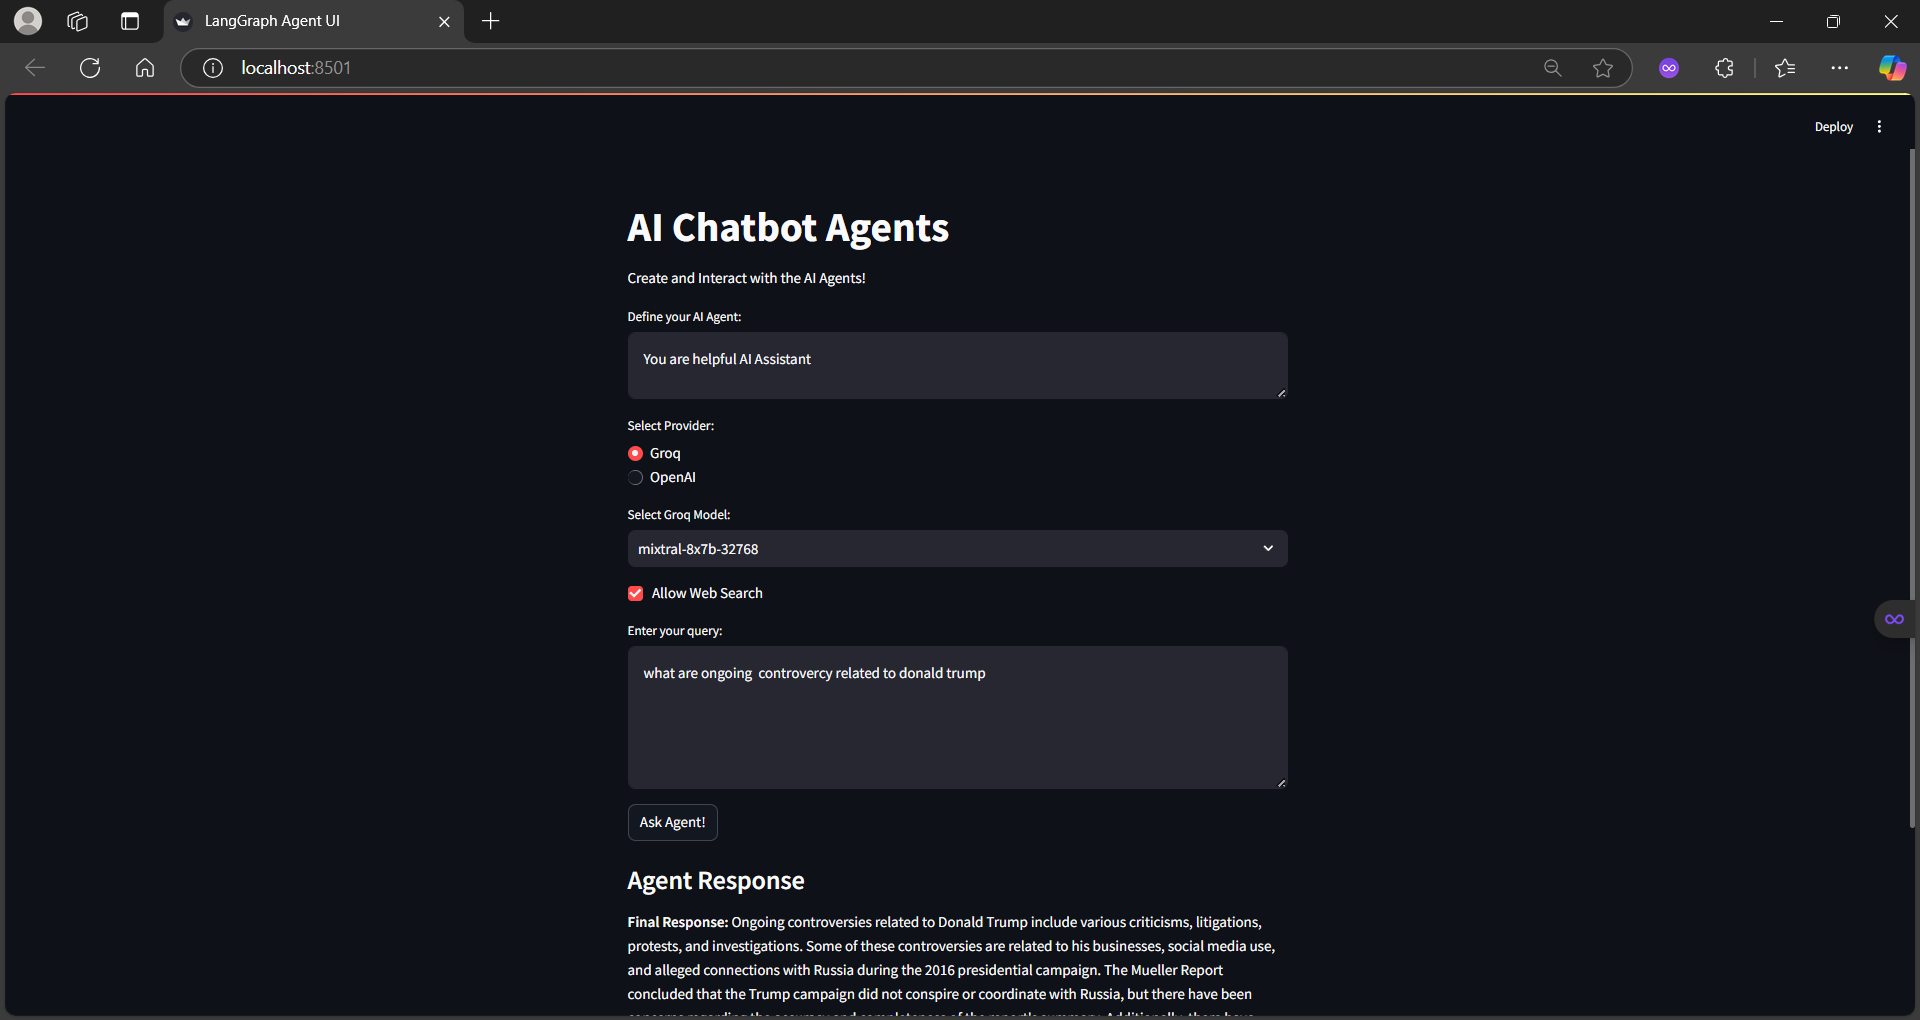 LangGraph Agent UI
localhost:8501
Deploy
AI Chatbot Agents
Create and Interact with the AI Agents!
Define your AI Agent:
You are helpful AI Assistant
Select Provider:
Groq
OpenAI
Select Groq Model:
mixtral-8x7b-32768
Allow Web Search
Enter your query:
what are ongoing  controvercy related to donald trump
Ask Agent!
Agent Response
Final Response: Ongoing controversies related to Donald Trump include various criticisms, litigations,
protests, and investigations. Some of these controversies are related to his businesses, social media use,
and alleged connections with Russia during the 2016 presidential campaign. The Mueller Report
concluded that the Trump campaign did not conspire or coordinate with Russia, but there have been